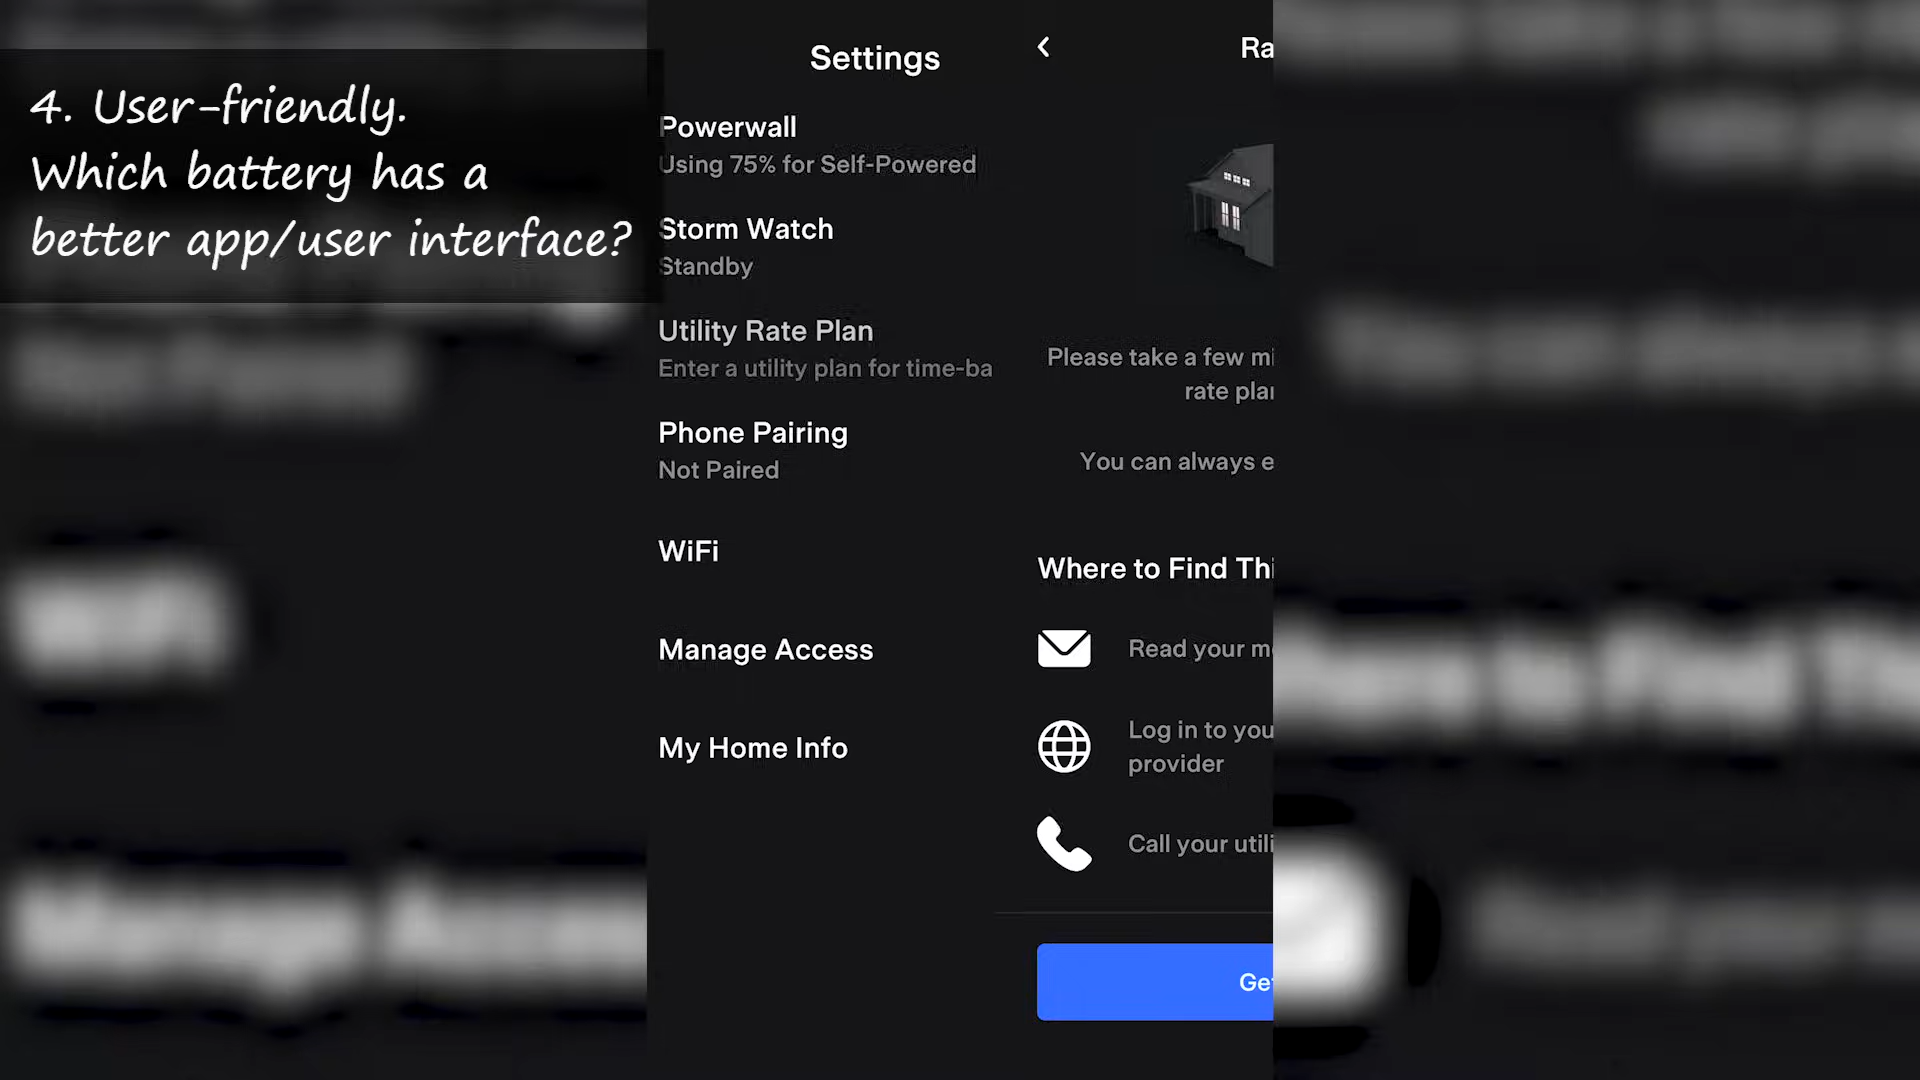 4. User-friendly.
Which battery has a
better app/user interface?
Settings
Powerwall
Using 75% for Self-Powered
Storm Watch
Standby
Utility Rate Plan
Enter a utility plan for time-ba
Phone Pairing
Not Paired
WiFi
Manage Access
My Home Info
Ra
Please take a few mi
rate plan
You can always e
Where to Find Thi
Read your m
Log in to you
provider
Call your utili
Get